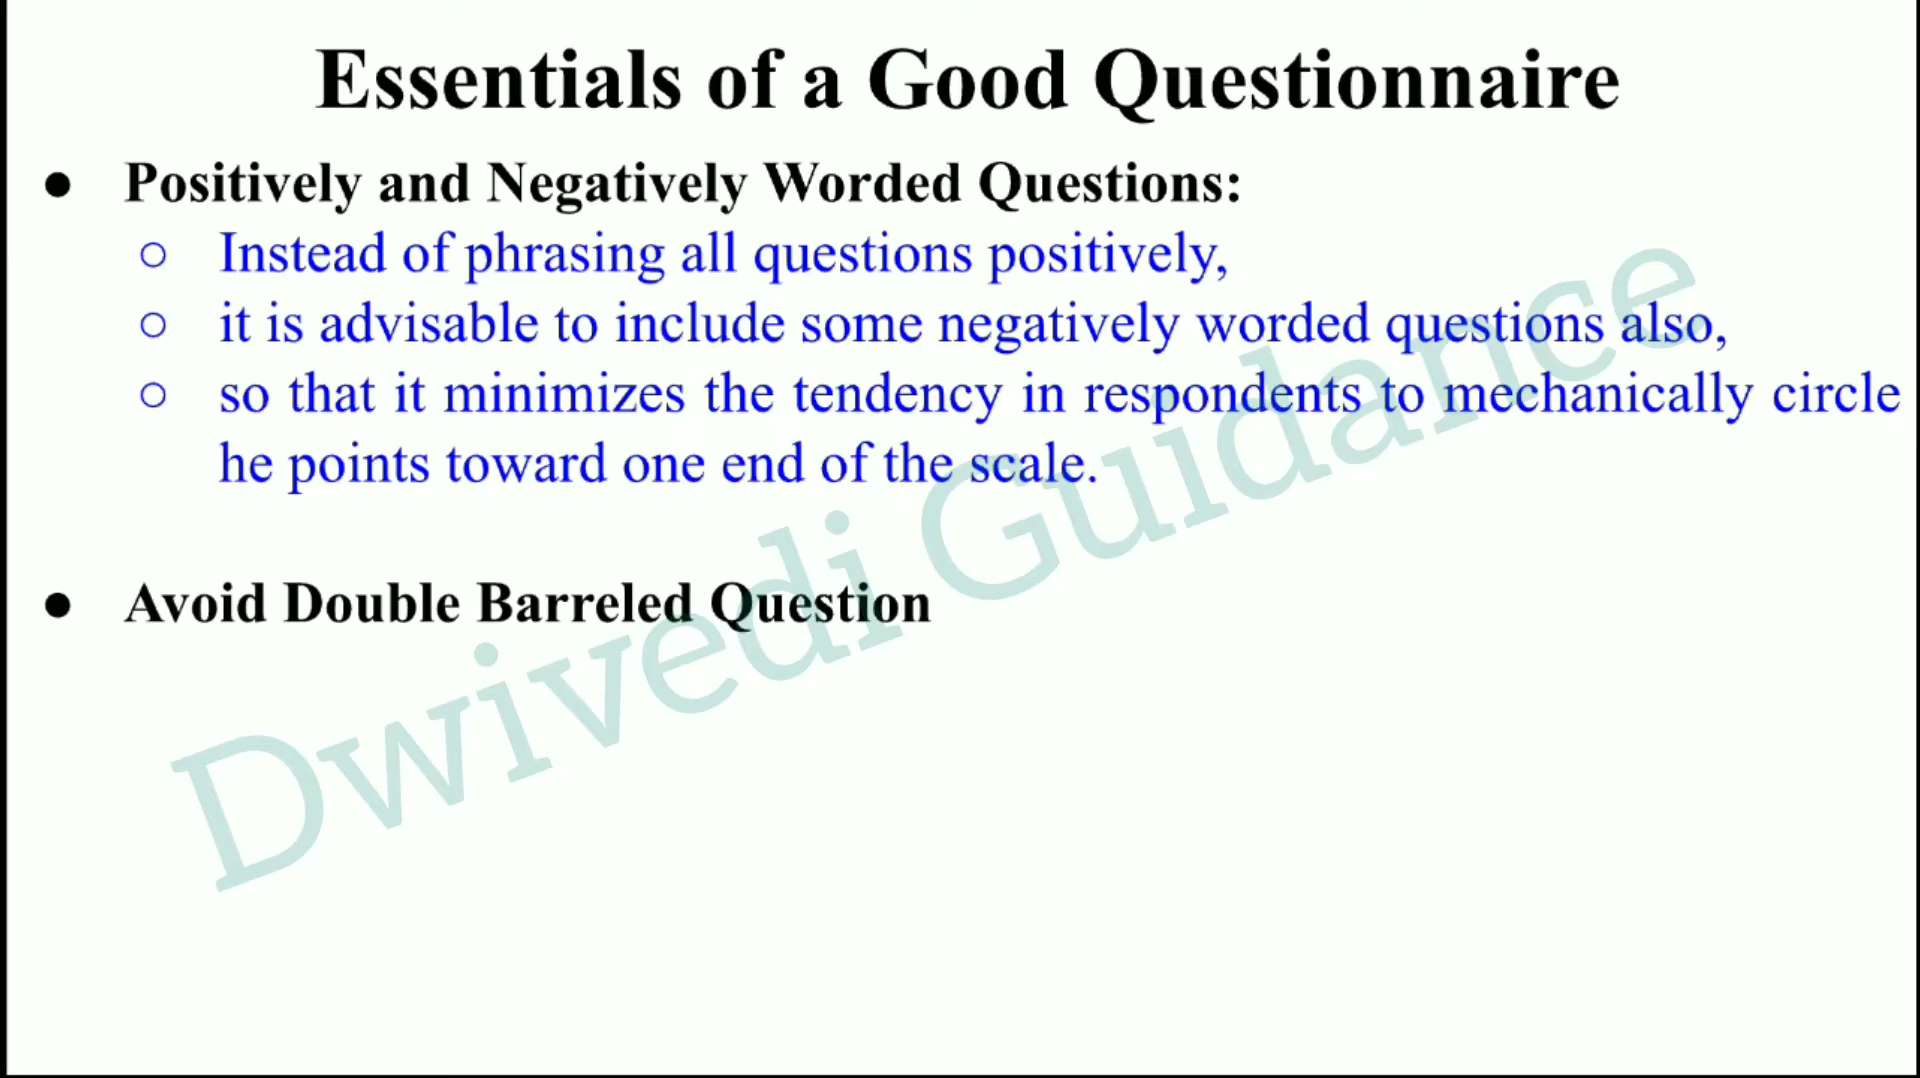 Essentials of a Good Questionnaire
● Positively and Negatively Worded Questions:
○ Instead of phrasing all questions positively,
○ it is advisable to include some negatively worded questions also,
○ so that it minimizes the tendency in respondents to mechanically circle
he points toward one end of the scale.
● Avoid Double Barreled Question
Dwivedi Guidance